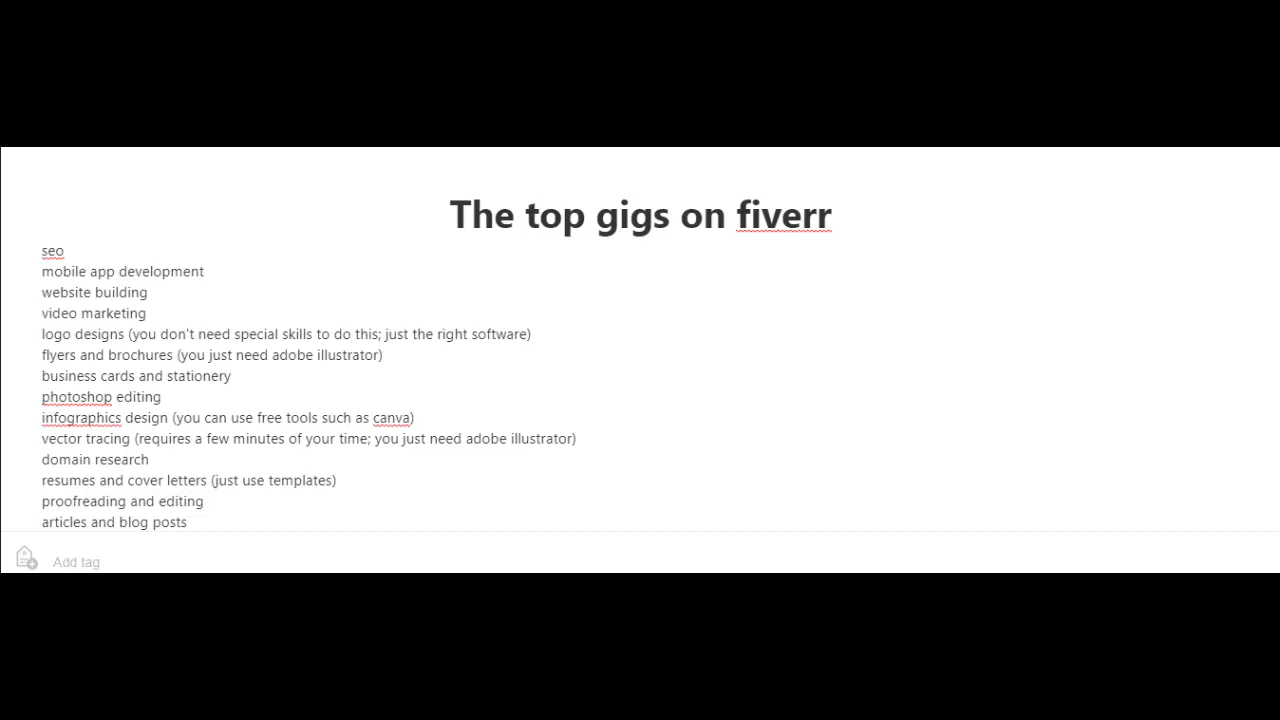 The top gigs on fiverr
seo
mobile app development
website building
video marketing
logo designs (you don't need special skills to do this; just the right software)
flyers and brochures (you just need adobe illustrator)
business cards and stationery
photoshop editing
infographics design (you can use free tools such as canva)
vector tracing (requires a few minutes of your time; you just need adobe illustrator)
domain research
resumes and cover letters (just use templates)
proofreading and editing
articles and blog posts
Add tag